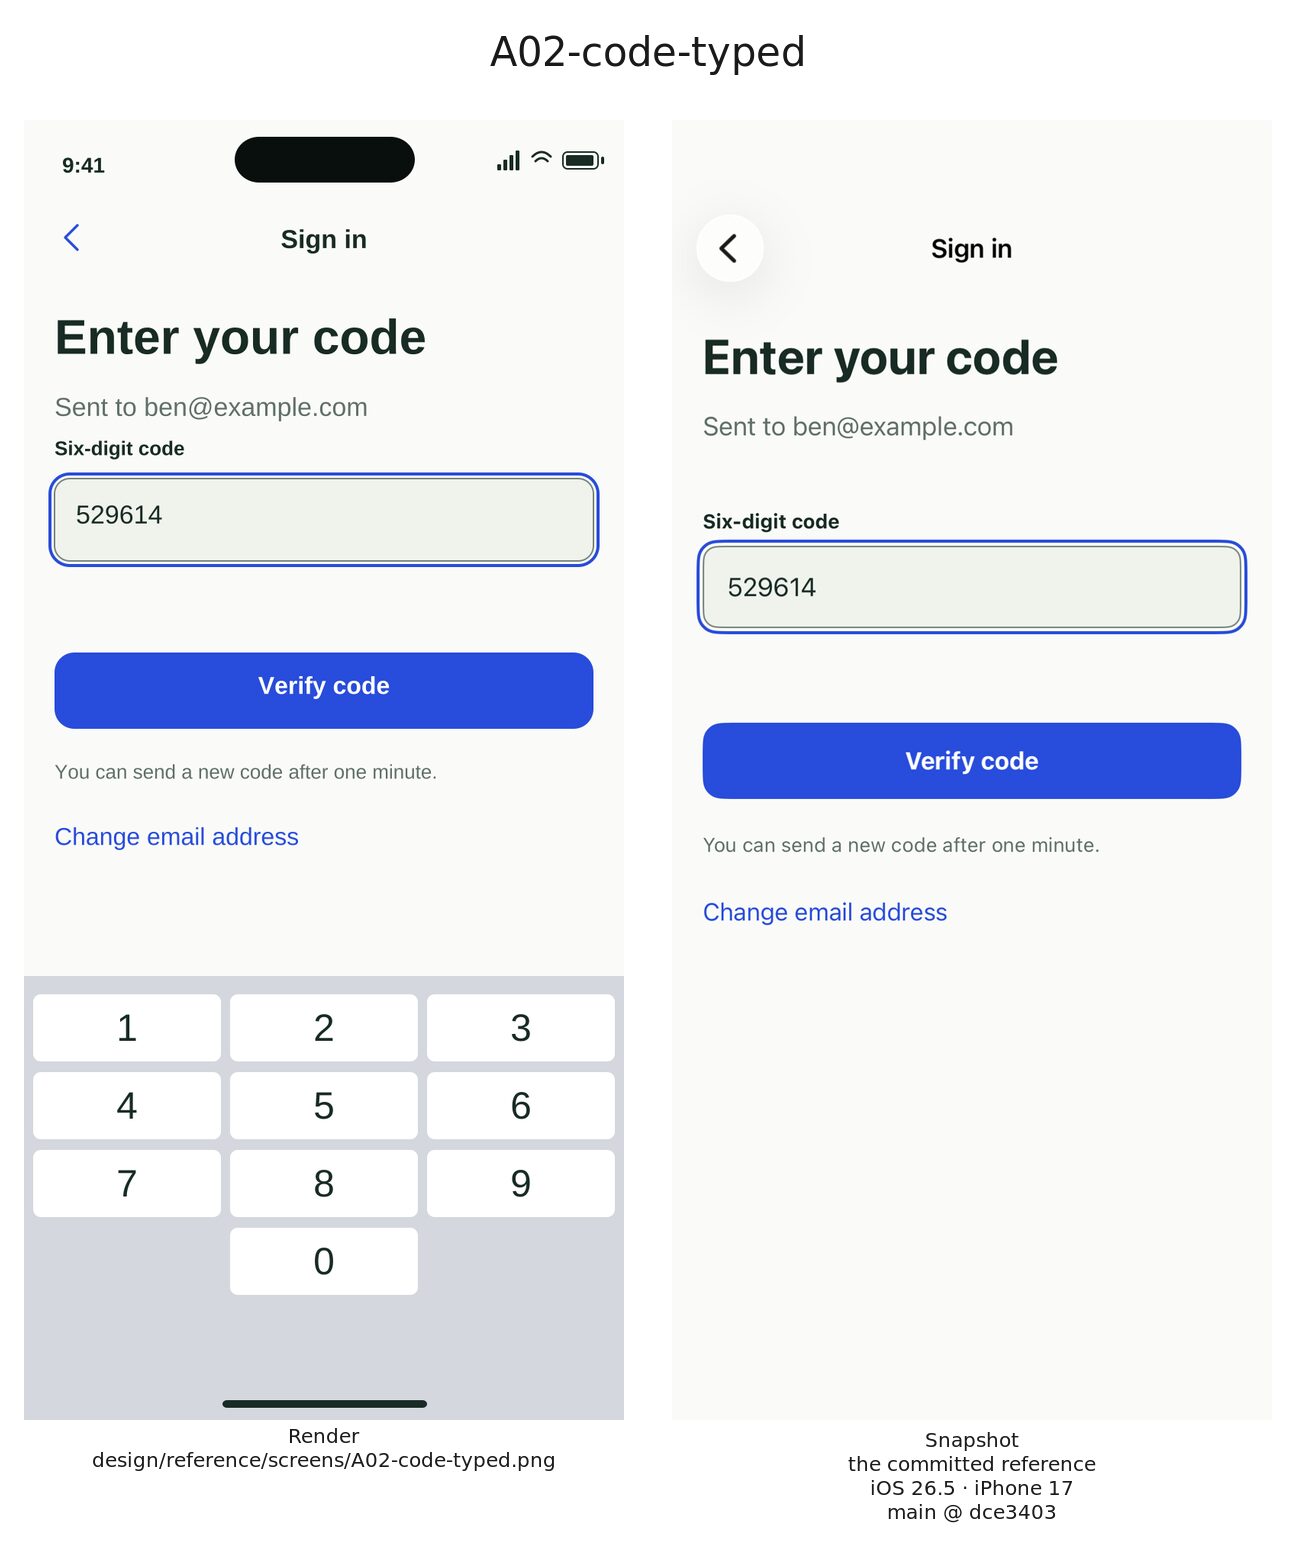 A02-code-typed
9:41
Sign in
Enter your code
Sent to ben@example.com
Six-digit code
529614
Verify code
You can send a new code after one minute.
Change email address
1 2 3
4 5 6
7 8 9
0
Render
design/reference/screens/A02-code-typed.png
Sign in
Enter your code
Sent to ben@example.com
Six-digit code
529614
Verify code
You can send a new code after one minute.
Change email address
Snapshot
the committed reference
iOS 26.5 · iPhone 17
main @ dce3403